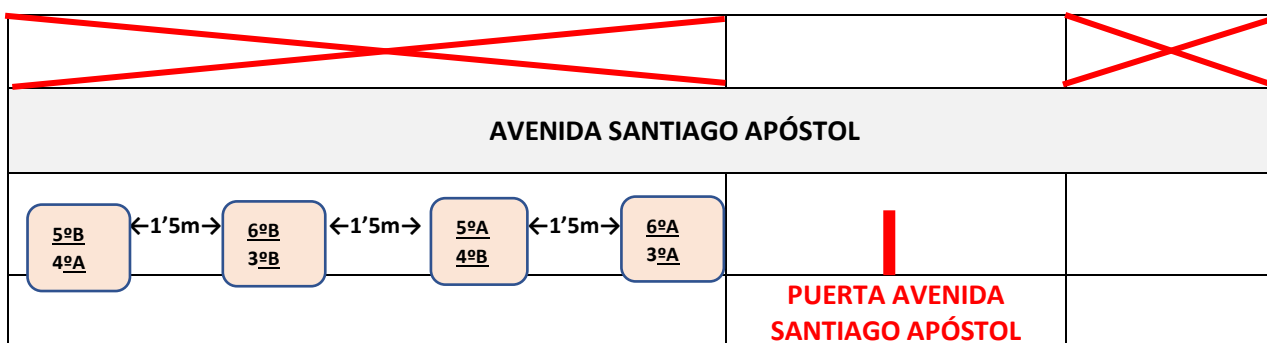 AVENIDA SANTIAGO APÓSTOL
5ºB ←1'5m→ 6ºB ←1'5m→ 5ºA ←1'5m→ 6ºA
4ºA 3ºB 4ºB 3ºA
PUERTA AVENIDA
SANTIAGO APÓSTOL